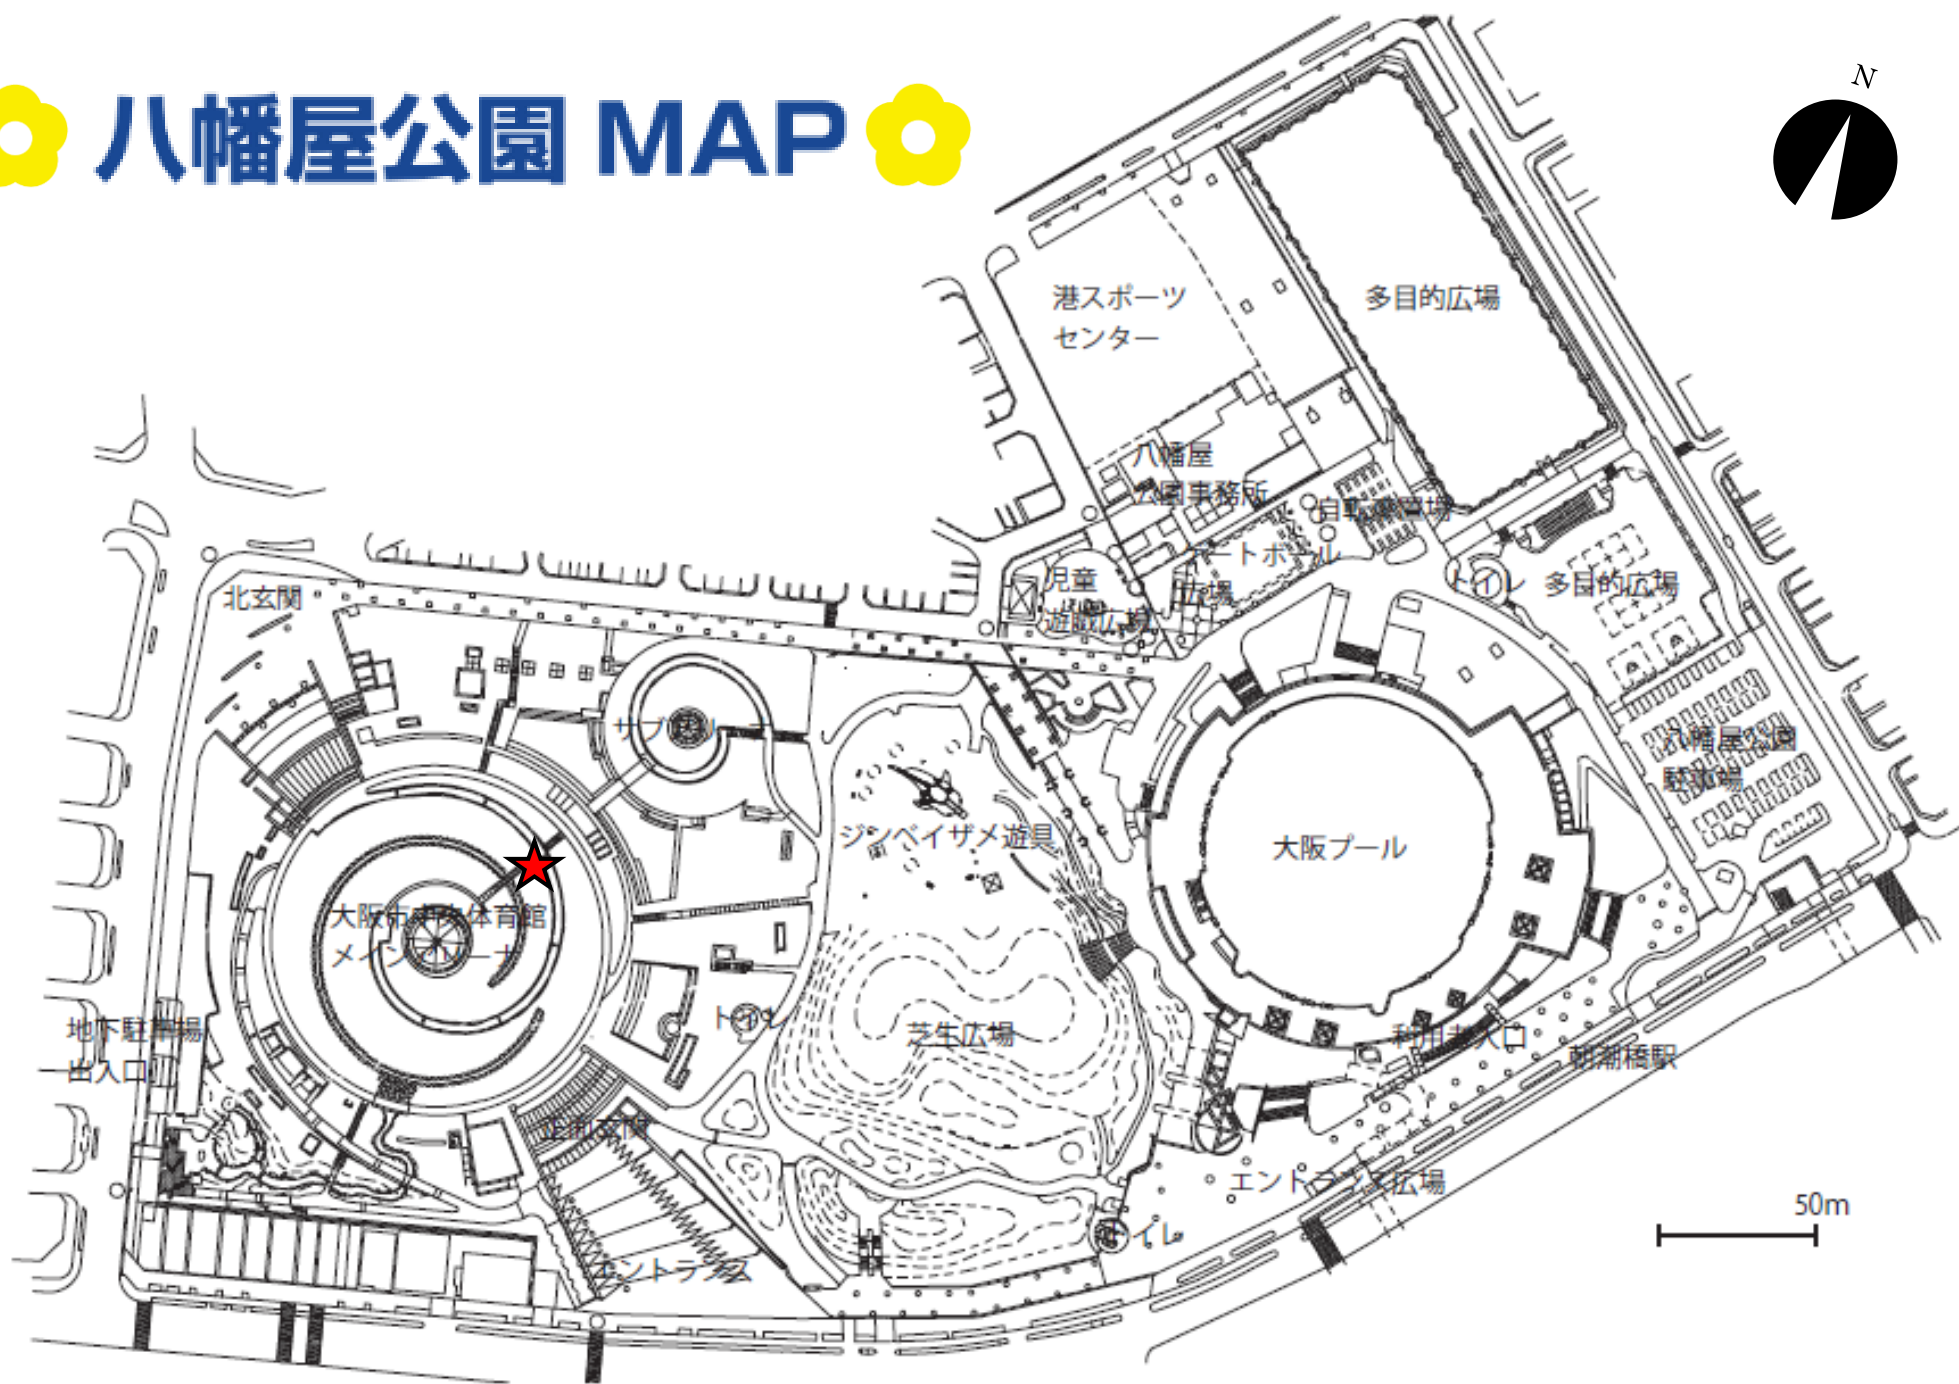 八幡屋公園 MAP
N
港スポーツ
センター
多目的広場
八幡屋
公園事務所
自転車置場
ゲートボール
広場
児童
遊戯広場
トイレ
多目的広場
北玄関
サブアリーナ
八幡屋公園
駐車場
ジンベイザメ遊具
大阪プール
大阪市中央体育館
メインアリーナ
地下駐車場
出入口
トイレ
芝生広場
利用者入口
朝潮橋駅
正面玄関
エントランス広場
トイレ
エントランス
50m